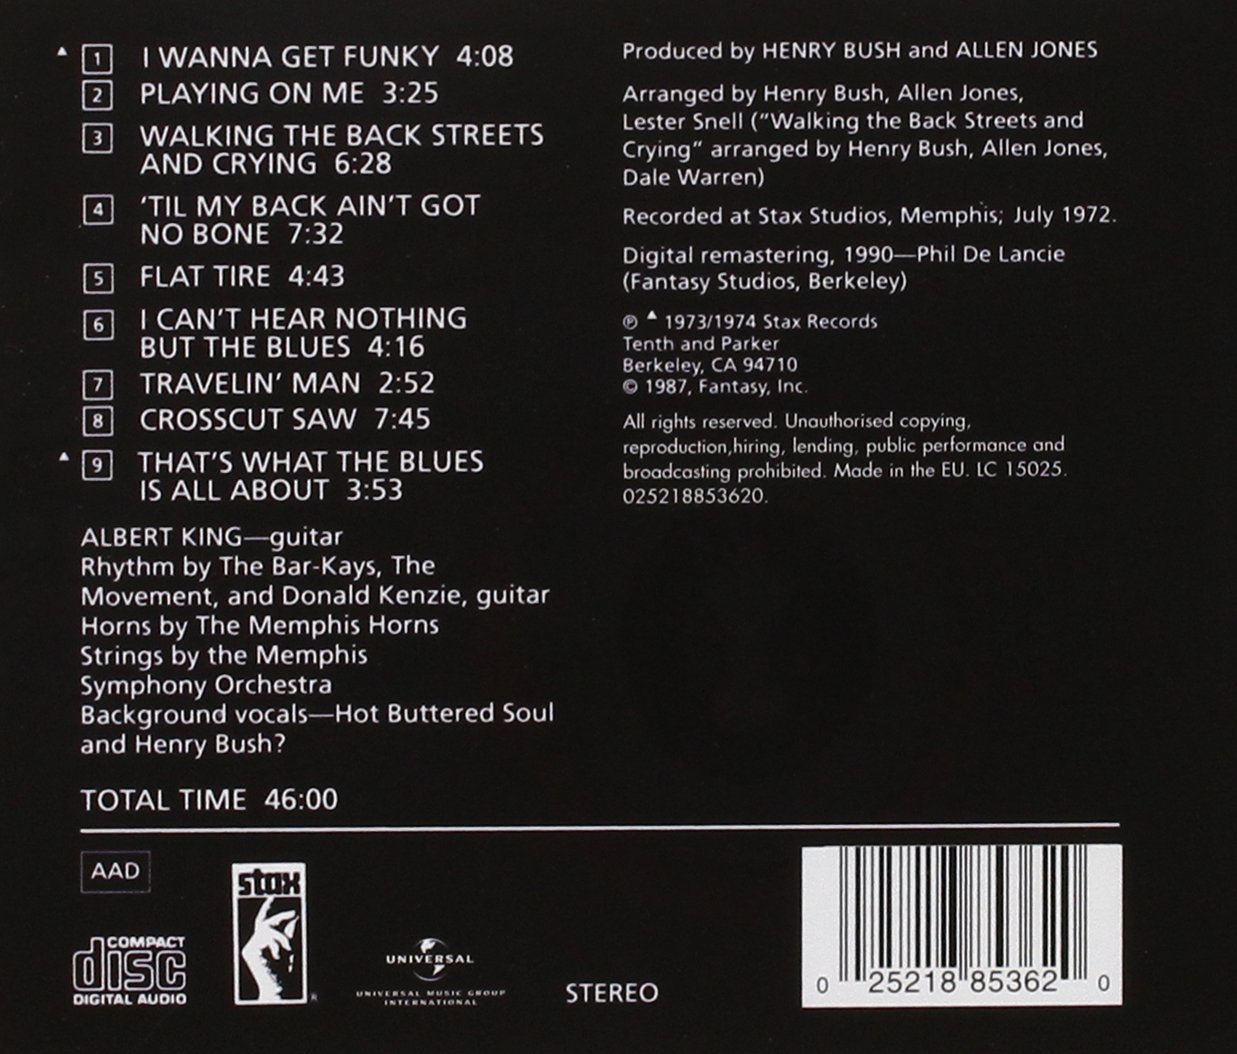 ▲ 1 I WANNA GET FUNKY 4:08
2 PLAYING ON ME 3:25
3 WALKING THE BACK STREETS
AND CRYING 6:28
4 'TIL MY BACK AIN'T GOT
NO BONE 7:32
5 FLAT TIRE 4:43
6 I CAN'T HEAR NOTHING
BUT THE BLUES 4:16
7 TRAVELIN' MAN 2:52
8 CROSSCUT SAW 7:45
▲ 9 THAT'S WHAT THE BLUES
IS ALL ABOUT 3:53
ALBERT KING—guitar
Rhythm by The Bar-Kays, The
Movement, and Donald Kenzie, guitar
Horns by The Memphis Horns
Strings by the Memphis
Symphony Orchestra
Background vocals—Hot Buttered Soul
and Henry Bush?
TOTAL TIME 46:00
Produced by HENRY BUSH and ALLEN JONES
Arranged by Henry Bush, Allen Jones,
Lester Snell ("Walking the Back Streets and
Crying" arranged by Henry Bush, Allen Jones,
Dale Warren)
Recorded at Stax Studios, Memphis; July 1972.
Digital remastering, 1990—Phil De Lancie
(Fantasy Studios, Berkeley)
℗ ▲ 1973/1974 Stax Records
Tenth and Parker
Berkeley, CA 94710
© 1987, Fantasy, Inc.
All rights reserved. Unauthorised copying,
reproduction,hiring, lending, public performance and
broadcasting prohibited. Made in the EU. LC 15025.
025218853620.
AAD
COMPACT
disc
DIGITAL AUDIO
stax
®
UNIVERSAL
UNIVERSAL MUSIC GROUP
INTERNATIONAL
STEREO
0 25218 85362 0